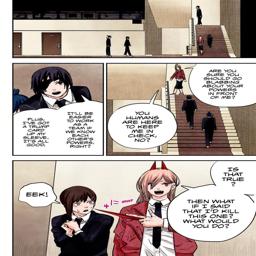 ARE YOU
SURE YOU
SHOULD GO
BLABBING
ABOUT YOUR
POWERS
IN FRONT
OF ME?
YOU
HUMANS
ARE HERE
TO KEEP
ME IN
CHECK,
NO?
IT'LL BE
EASIER TO
WORK
AS A
TEAM IF
WE KNOW
EACH
OTHER'S
POWERS,
RIGHT?
PLUS,
I'VE
GOT A
TRUMP
CARD
UP MY
SLEEVE,
IT'S ALL
GOOD.
IS
THAT
TRUE?
THEN WHAT
IF I SAID
THAT I'D KILL
THIS ONE?
WHAT WOULD
YOU DO?
EEK!